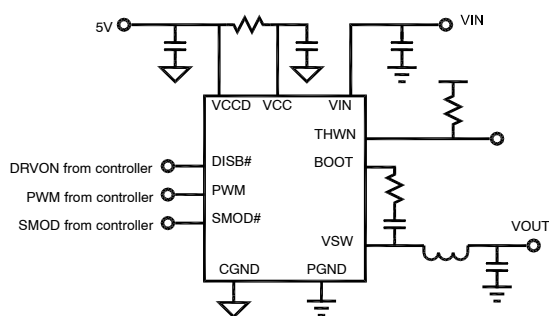 5V
VIN
VCCD VCC VIN
THWN
BOOT
DRVON from controller
DISB#
PWM from controller
PWM
SMOD from controller
SMOD#
VSW
VOUT
CGND PGND